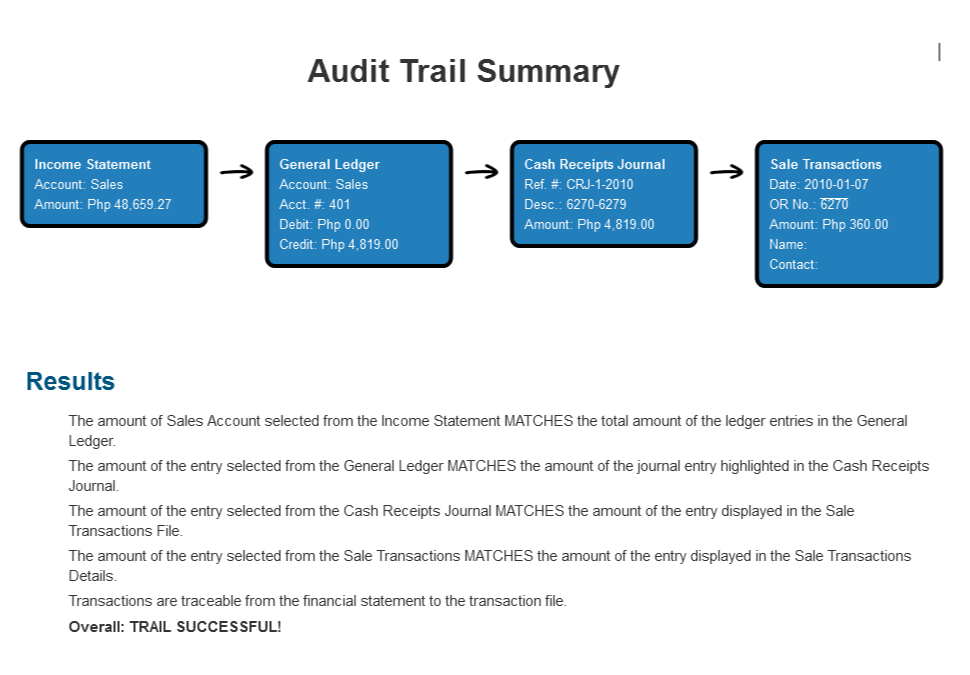 Audit Trail Summary
Income Statement
Account: Sales
Amount: Php 48,659.27
General Ledger
Account: Sales
Acct. #: 401
Debit: Php 0.00
Credit: Php 4,819.00
Cash Receipts Journal
Ref. #: CRJ-1-2010
Desc.: 6270-6279
Amount: Php 4,819.00
Sale Transactions
Date: 2010-01-07
OR No.: 6270
Amount: Php 360.00
Name:
Contact:
Results
The amount of Sales Account selected from the Income Statement MATCHES the total amount of the ledger entries in the General
Ledger.
The amount of the entry selected from the General Ledger MATCHES the amount of the journal entry highlighted in the Cash Receipts
Journal.
The amount of the entry selected from the Cash Receipts Journal MATCHES the amount of the entry displayed in the Sale
Transactions File.
The amount of the entry selected from the Sale Transactions MATCHES the amount of the entry displayed in the Sale Transactions
Details.
Transactions are traceable from the financial statement to the transaction file.
Overall: TRAIL SUCCESSFUL!